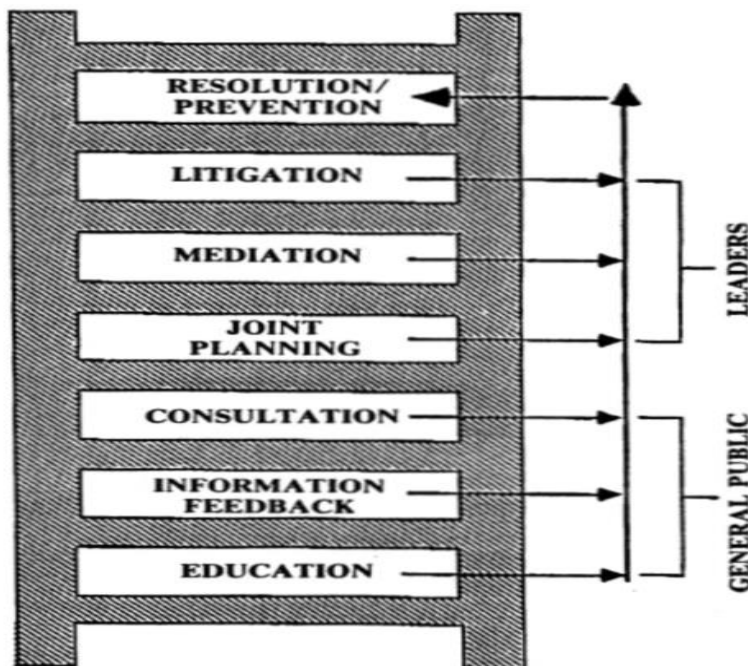 RESOLUTION/
PREVENTION
LITIGATION
MEDIATION
JOINT
PLANNING
CONSULTATION
INFORMATION
FEEDBACK
EDUCATION
LEADERS
GENERAL PUBLIC